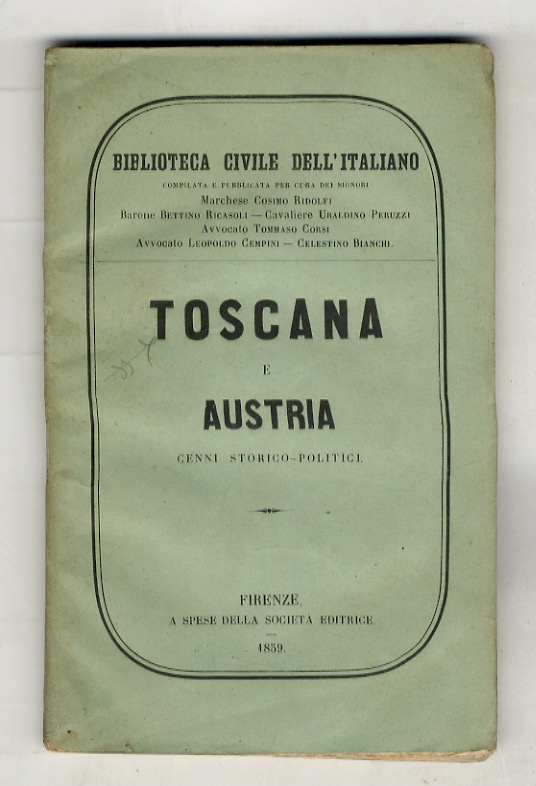 BIBLIOTECA CIVILE DELL'ITALIANO
COMPILATA E PUBBLICATA PER CURA DEI SIGNORI
Marchese COSIMO RIDOLFI
Barone BETTINO RICASOLI — Cavaliere UBALDINO PERUZZI
Avvocato TOMMASO CORSI
Avvocato LEOPOLDO CEMPINI — CELESTINO BIANCHI.
TOSCANA
E
AUSTRIA
CENNI STORICO-POLITICI.
FIRENZE,
A SPESE DELLA SOCIETÀ EDITRICE
1859.